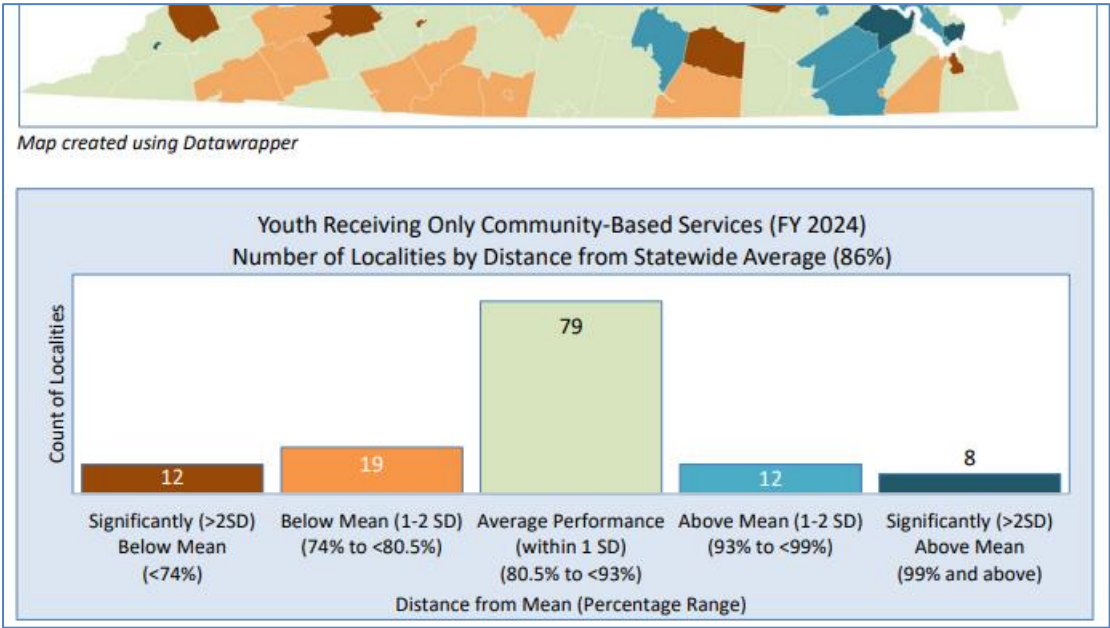 Map created using Datawrapper
Youth Receiving Only Community-Based Services (FY 2024)
Number of Localities by Distance from Statewide Average (86%)
Count of Localities
12
19
79
12
8
Significantly (>2SD)
Below Mean
(<74%)
Below Mean (1-2 SD)
(74% to <80.5%)
Average Performance
(within 1 SD)
(80.5% to <93%)
Above Mean (1-2 SD)
(93% to <99%)
Significantly (>2SD)
Above Mean
(99% and above)
Distance from Mean (Percentage Range)